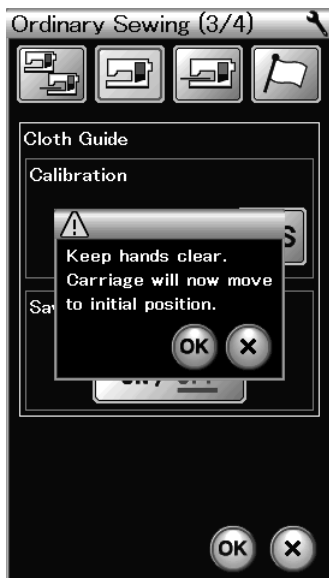 Ordinary Sewing (3/4)
Cloth Guide
Calibration
Keep hands clear.
Carriage will now move
to initial position.
OK
OK